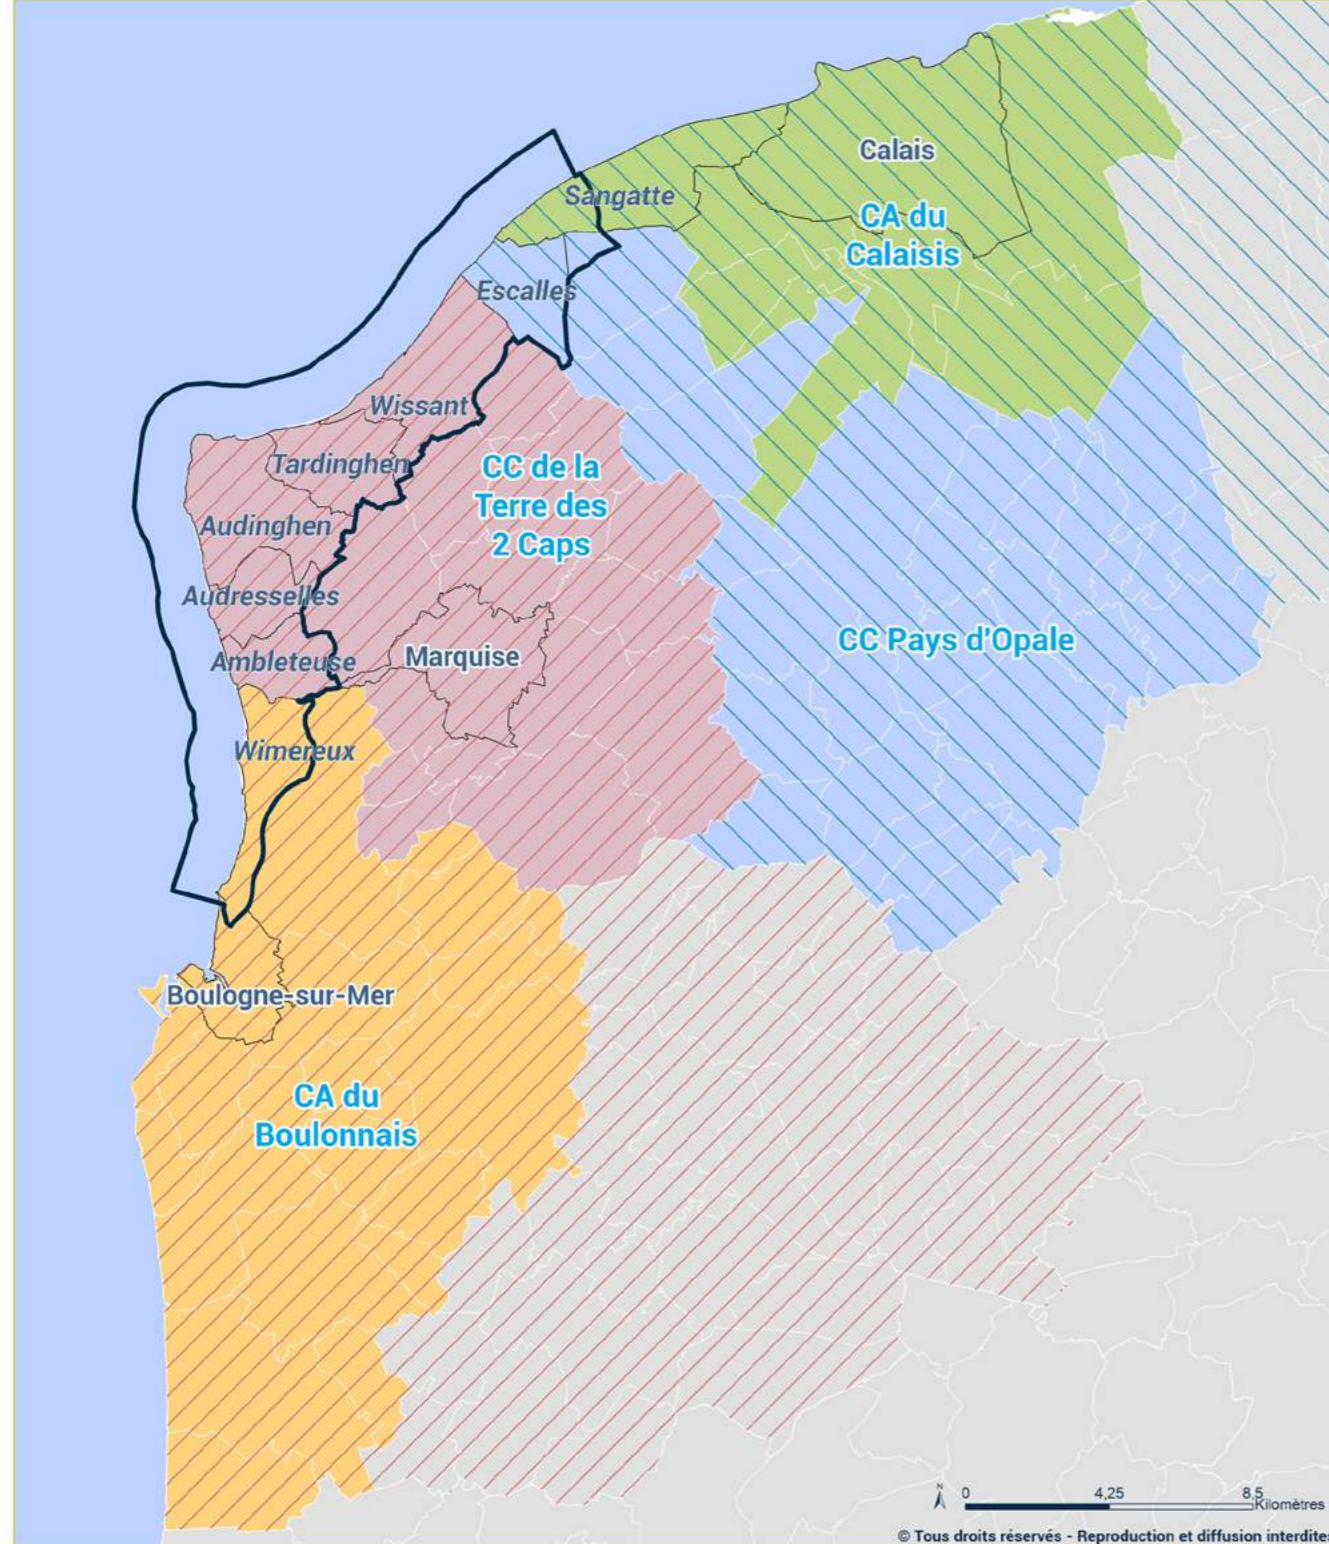 Calais
Sangatte
CA du
Calaisis
Escalles
Wissant
Tardinghen
CC de la
Terre des
2 Caps
Audinghen
Audresselles
CC Pays d'Opale
Ambleteuse
Marquise
Wimereux
Boulogne-sur-Mer
CA du
Boulonnais
N
0 4,25 8,5
Kilomètres
© Tous droits réservés - Reproduction et diffusion interdites